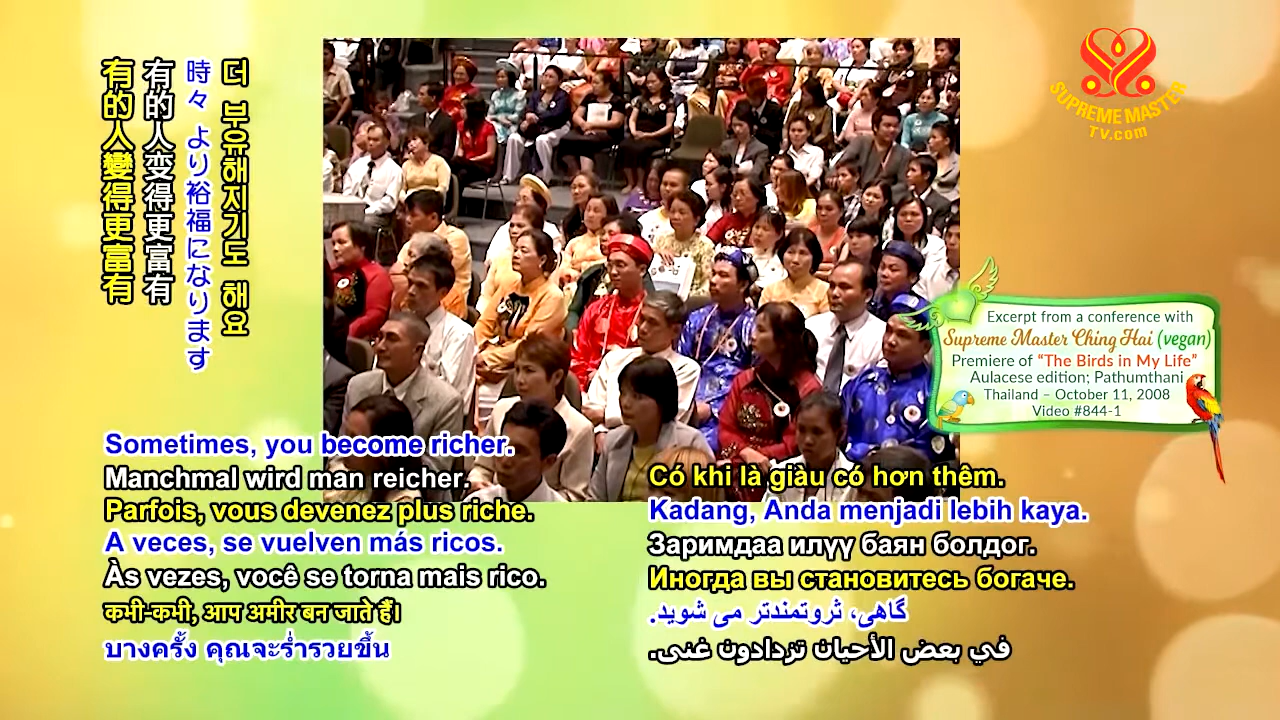 더 부유해지기도 해요
時々 より裕福になります
有的人变得更富有
有的人變得更富有
SUPREME MASTER
TV.com
Excerpt from a conference with
Supreme Master Ching Hai (vegan)
Premiere of “The Birds in My Life”
Aulacese edition; Pathumthani
Thailand – October 11, 2008
Video #844-1
Sometimes, you become richer.
Manchmal wird man reicher.
Parfois, vous devenez plus riche.
A veces, se vuelven más ricos.
Às vezes, você se torna mais rico.
कभी-कभी, आप अमीर बन जाते हैं।
บางครั้ง คุณจะร่ำรวยขึ้น
Có khi là giàu có hơn thêm.
Kadang, Anda menjadi lebih kaya.
Заримдаа илүү баян болдог.
Иногда вы становитесь богаче.
گاهی، ثروتمندتر می شوید.
في بعض الأحيان تزدادون غنى.